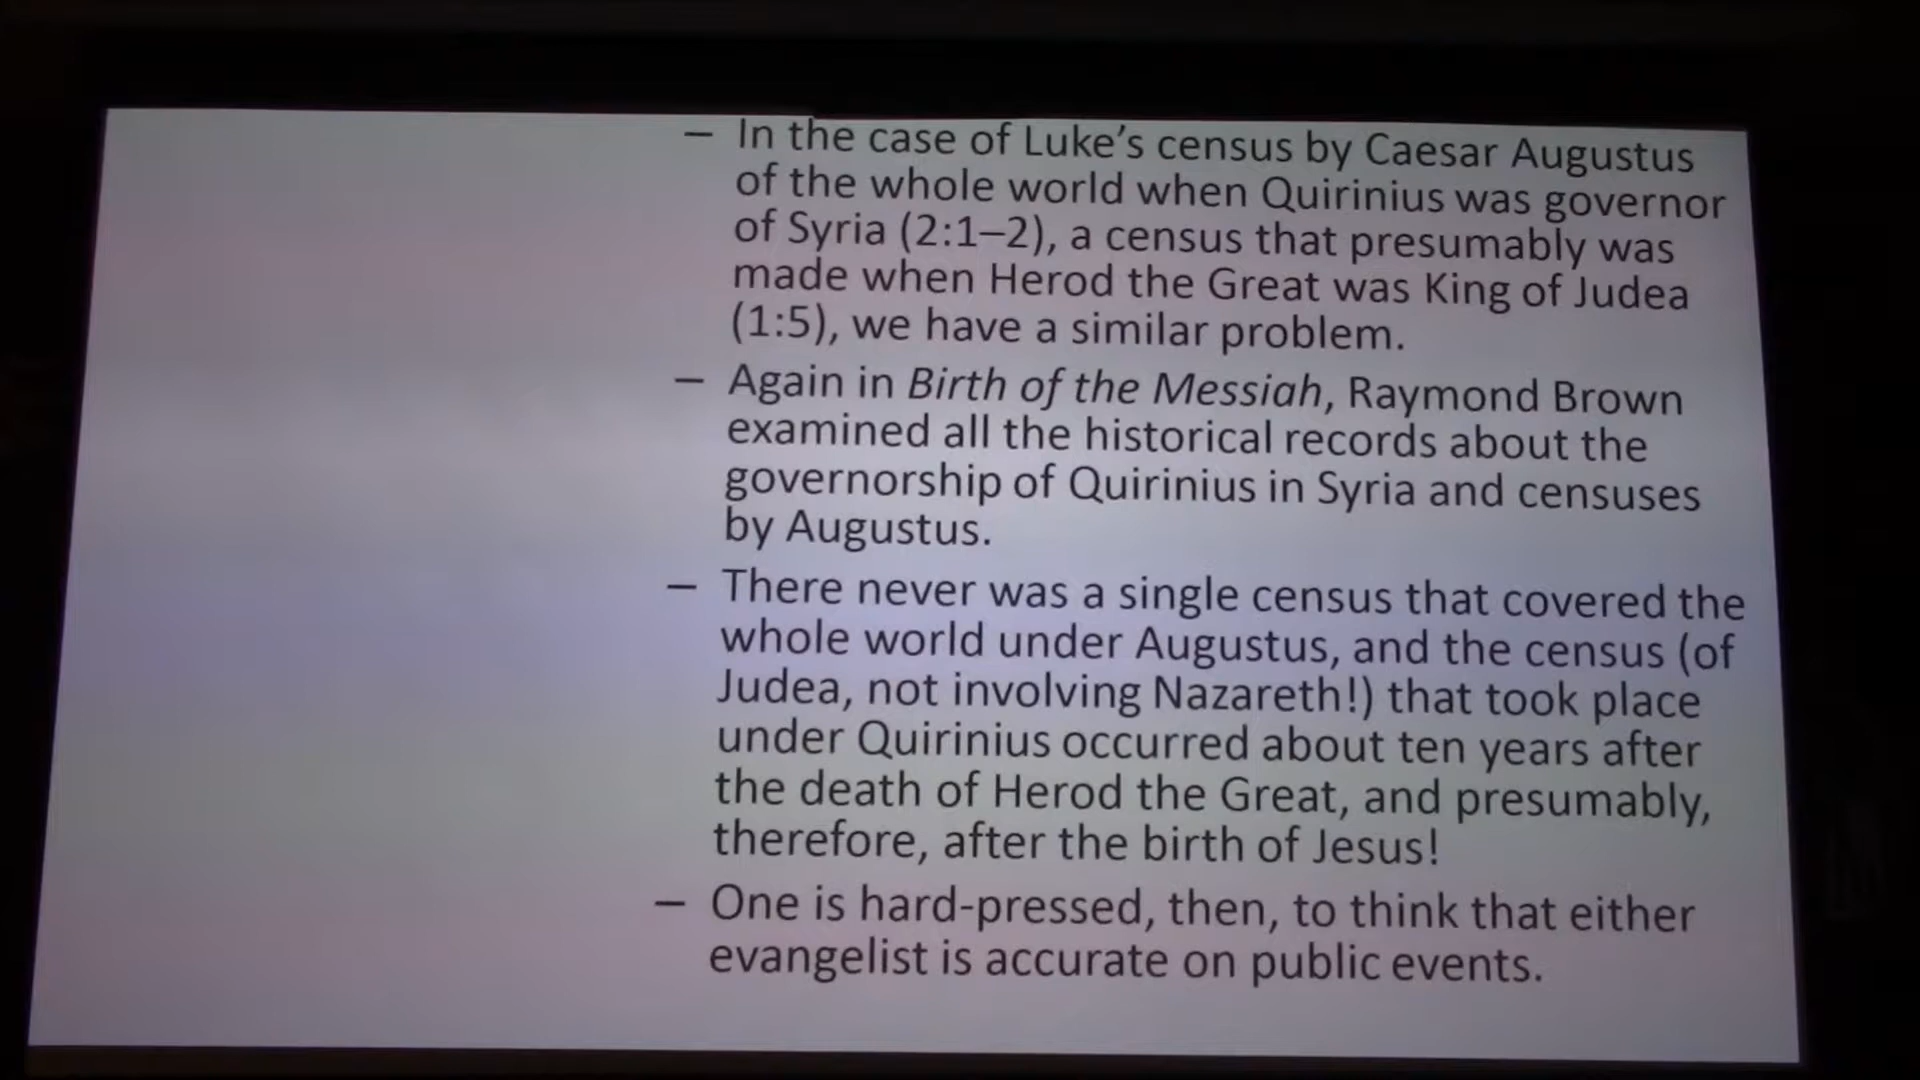 – In the case of Luke's census by Caesar Augustus
of the whole world when Quirinius was governor
of Syria (2:1–2), a census that presumably was
made when Herod the Great was King of Judea
(1:5), we have a similar problem.
– Again in Birth of the Messiah, Raymond Brown
examined all the historical records about the
governorship of Quirinius in Syria and censuses
by Augustus.
– There never was a single census that covered the
whole world under Augustus, and the census (of
Judea, not involving Nazareth!) that took place
under Quirinius occurred about ten years after
the death of Herod the Great, and presumably,
therefore, after the birth of Jesus!
– One is hard-pressed, then, to think that either
evangelist is accurate on public events.